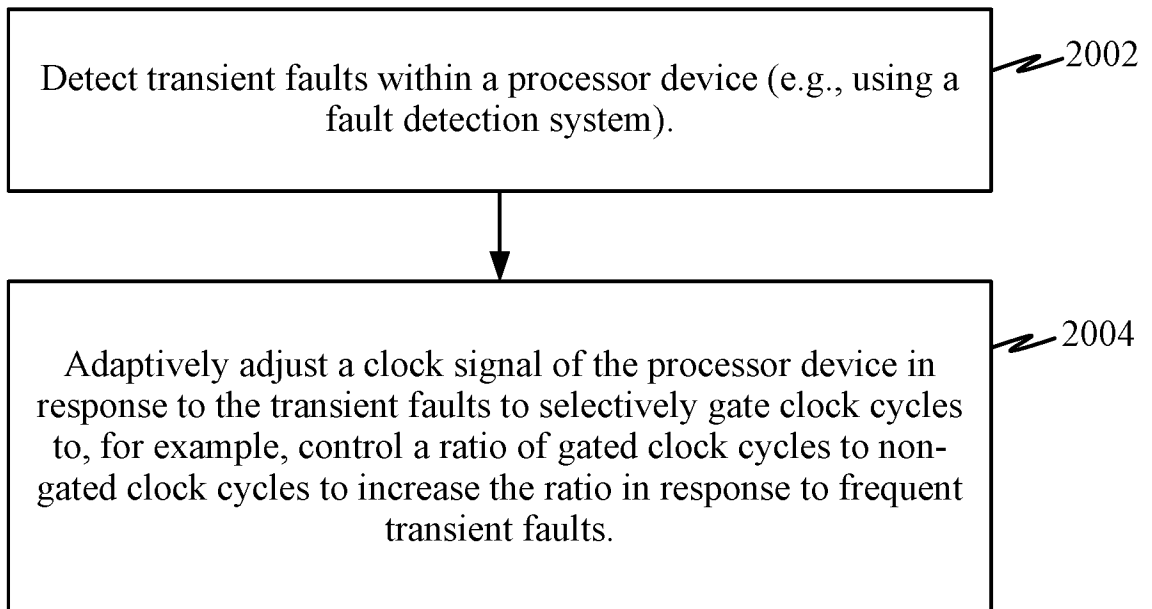 Detect transient faults within a processor device (e.g., using a
fault detection system).
2002
Adaptively adjust a clock signal of the processor device in
response to the transient faults to selectively gate clock cycles
to, for example, control a ratio of gated clock cycles to non-
gated clock cycles to increase the ratio in response to frequent
transient faults.
2004